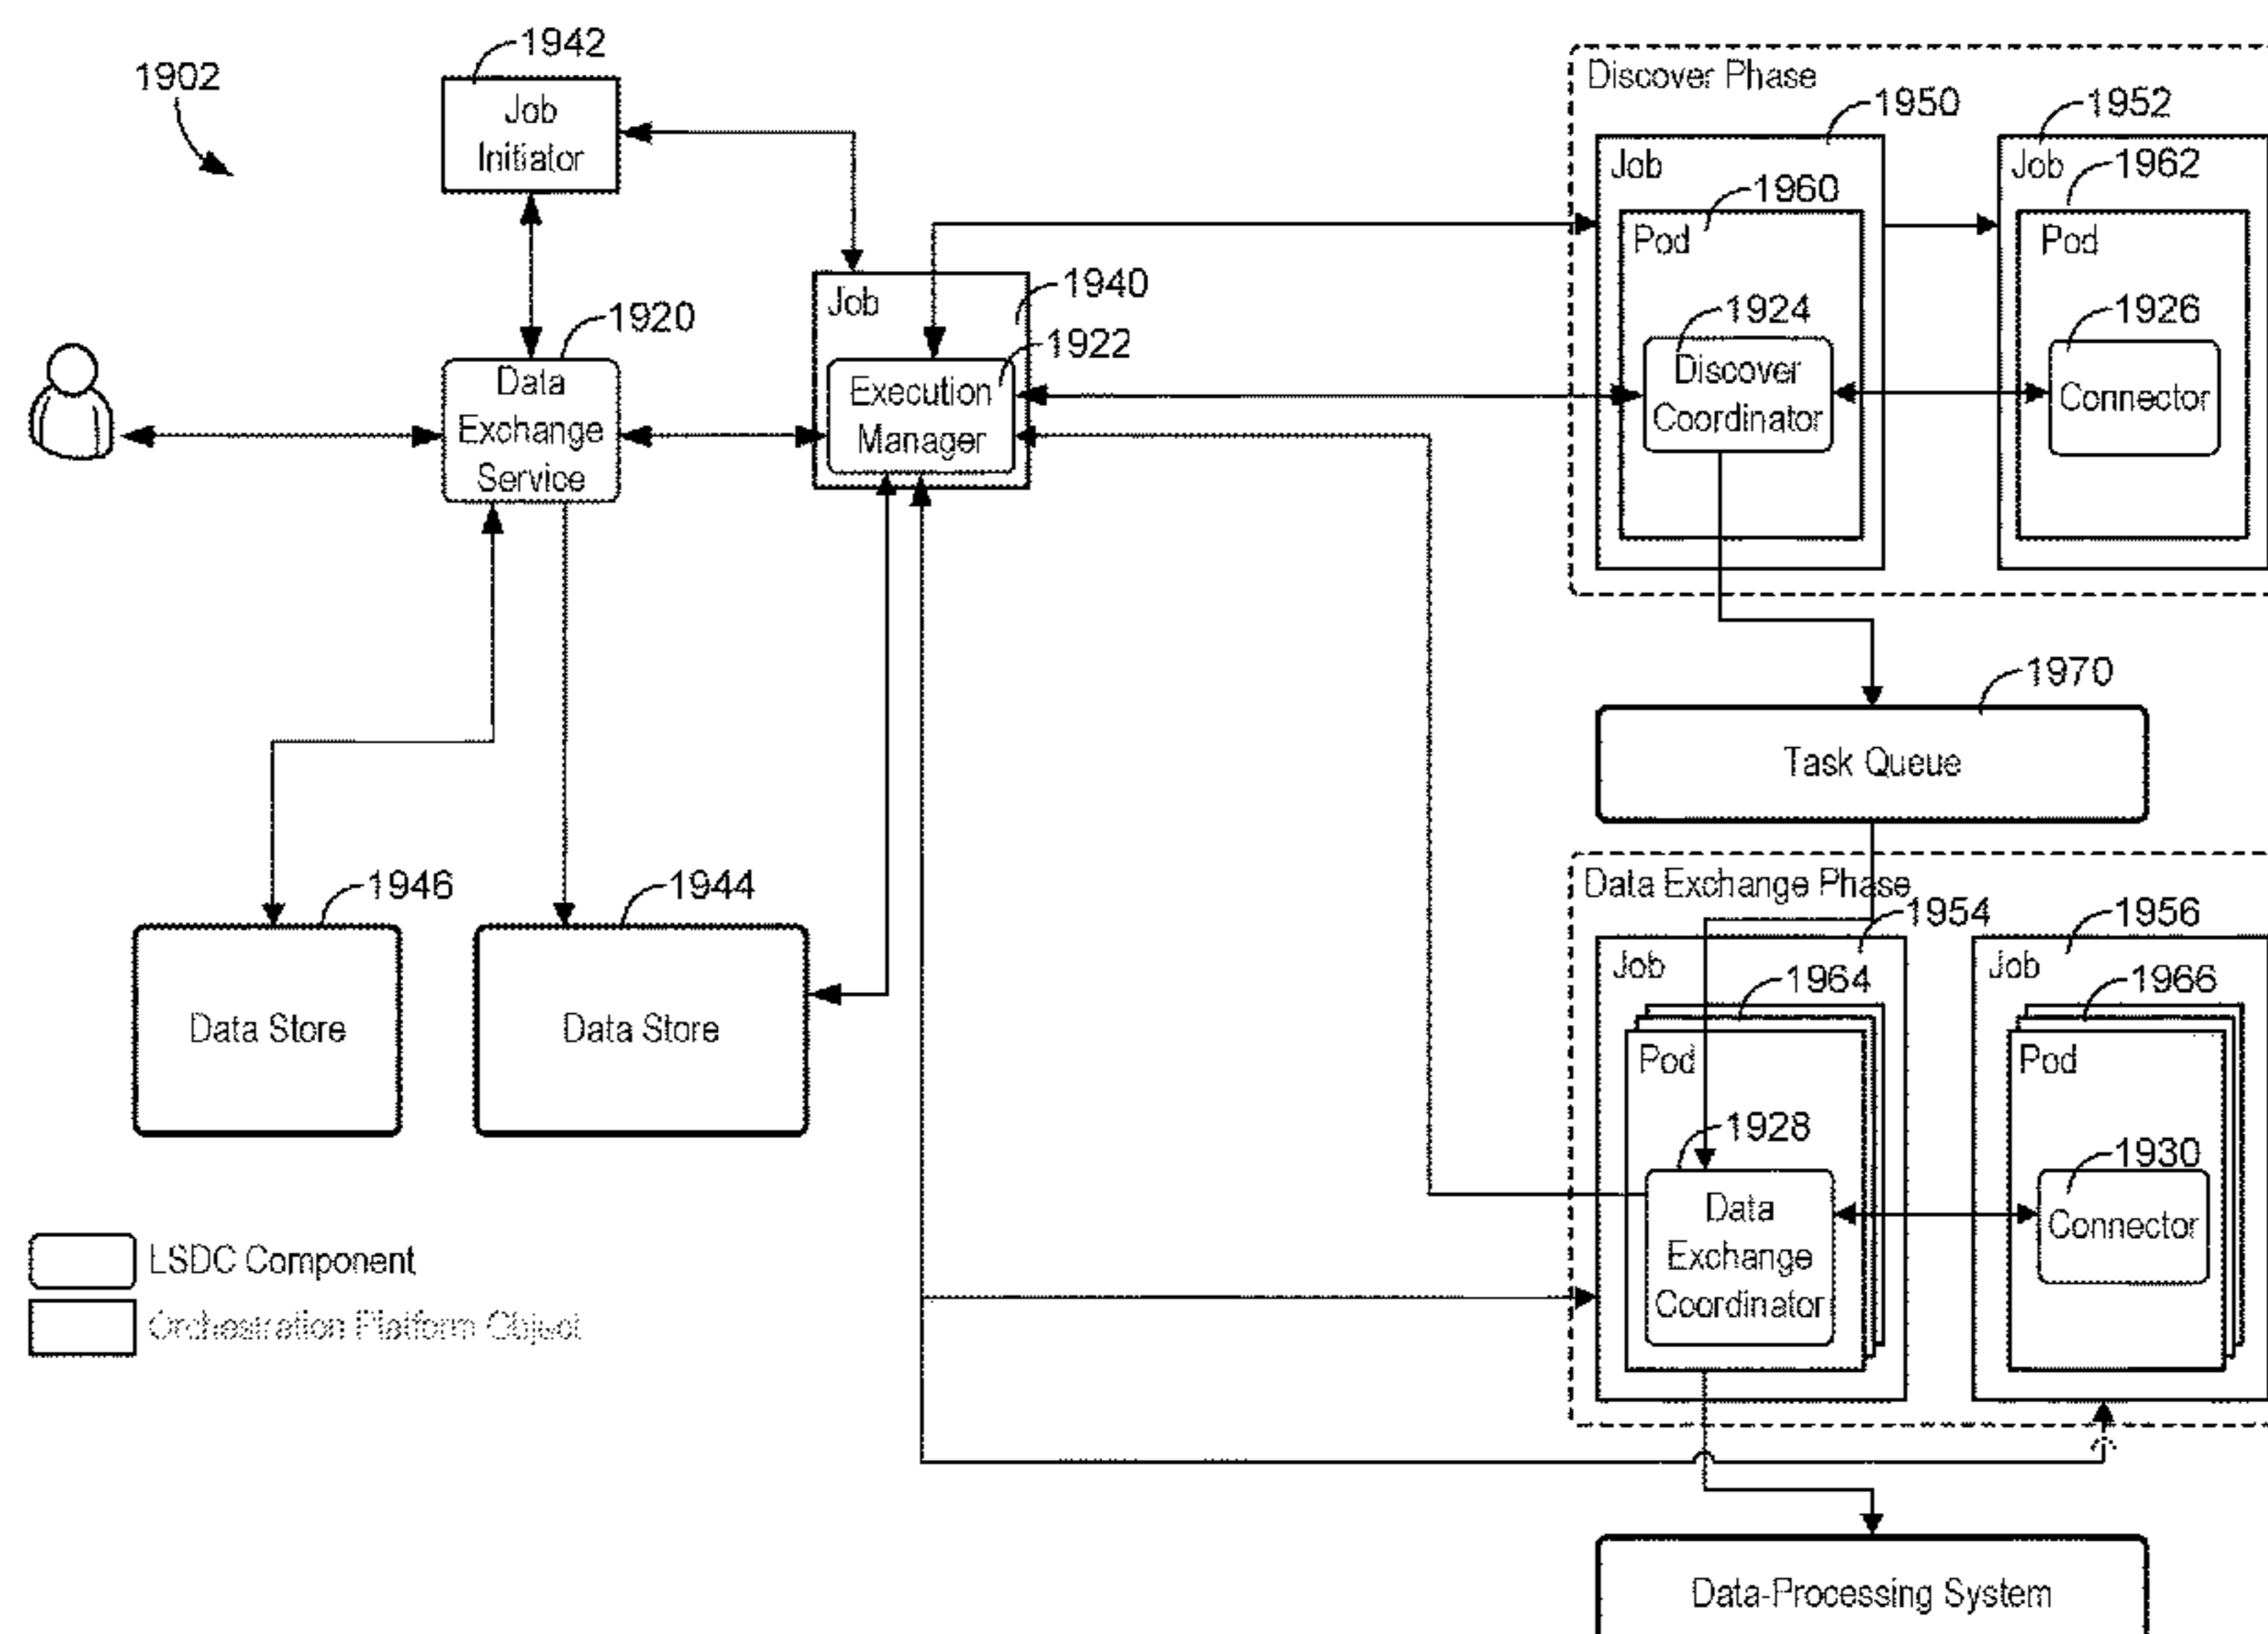 1902
1942
Job
Initiator
1920
Data
Exchange
Service
1940
Job
1922
Execution
Manager
Discover Phase
1950
Job
1960
Pod
1924
Discover
Coordinator
1952
Job
1962
Pod
1926
Connector
1970
Task Queue
1946
Data Store
1944
Data Store
Data Exchange Phase
1954
Job
1964
Pod
1928
Data
Exchange
Coordinator
1956
Job
1966
Pod
1930
Connector
LSDC Component
Orchestration Platform Object
Data-Processing System